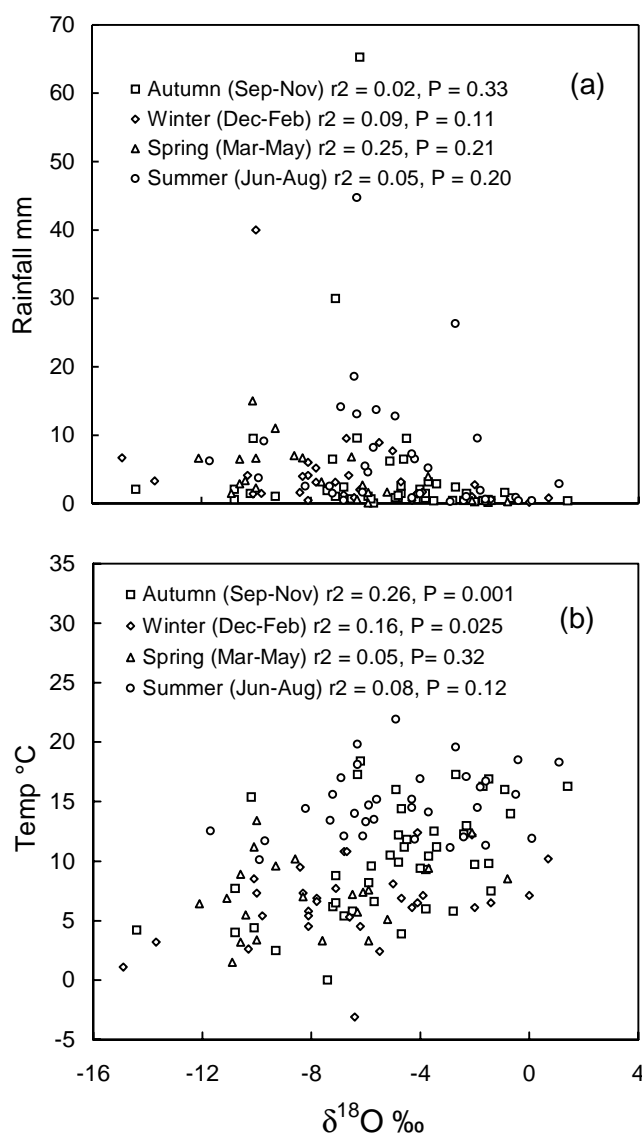 70
60
50
40
30
20
10
0
Rainfall mm
(a)
□ Autumn (Sep-Nov) r2 = 0.02, P = 0.33
◇ Winter (Dec-Feb) r2 = 0.09, P = 0.11
△ Spring (Mar-May) r2 = 0.25, P = 0.21
○ Summer (Jun-Aug) r2 = 0.05, P = 0.20
35
30
25
20
15
10
5
0
-5
Temp °C
(b)
□ Autumn (Sep-Nov) r2 = 0.26, P = 0.001
◇ Winter (Dec-Feb) r2 = 0.16, P = 0.025
△ Spring (Mar-May) r2 = 0.05, P= 0.32
○ Summer (Jun-Aug) r2 = 0.08, P = 0.12
-16 -12 -8 -4 0 4
δ¹⁸O ‰